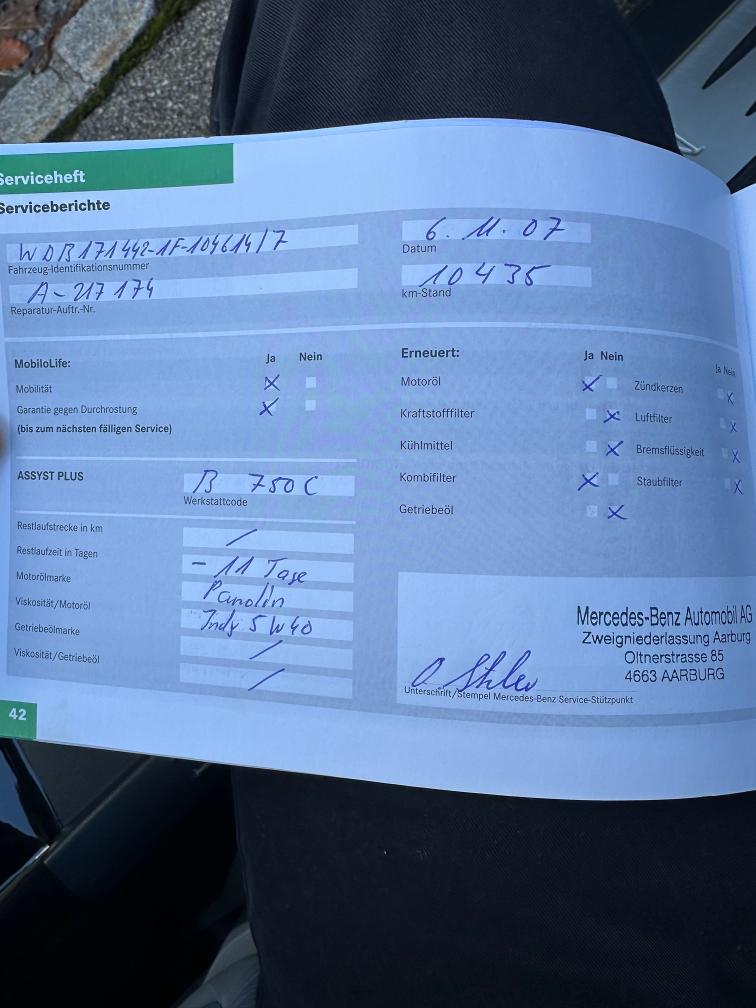 Serviceheft
Serviceberichte
WDB171442-1F-104614/7
Fahrzeug-Identifikationsnummer
6. 11. 07
Datum
A-217174
Reparatur-Auftr.-Nr.
10435
km-Stand
MobiloLife:
Ja Nein
Mobilität
Garantie gegen Durchrostung
(bis zum nächsten fälligen Service)
Erneuert:
Ja Nein
Ja Nein
Motoröl
Zündkerzen
Kraftstofffilter
Luftfilter
Kühlmittel
Bremsflüssigkeit
Kombifilter
Staubfilter
Getriebeöl
ASSYST PLUS
B 750C
Werkstattcode
Restlaufstrecke in km
/
Restlaufzeit in Tagen
- 11 Tage
Motorölmarke
Panolin
Viskosität/Motoröl
Indy 5W40
Getriebeölmarke
/
Viskosität/Getriebeöl
/
Mercedes-Benz Automobil AG
Zweigniederlassung Aarburg
Oltnerstrasse 85
4663 AARBURG
Unterschrift/Stempel Mercedes-Benz Service-Stützpunkt
42